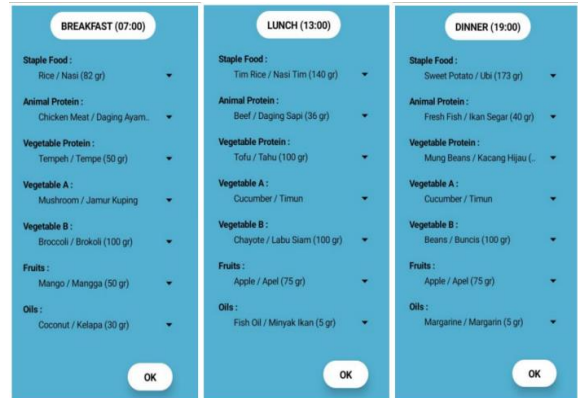 BREAKFAST (07:00)
Staple Food :
Rice / Nasi (82 gr)
Animal Protein :
Chicken Meat / Daging Ayam..
Vegetable Protein :
Tempeh / Tempe (50 gr)
Vegetable A :
Mushroom / Jamur Kuping
Vegetable B :
Broccoli / Brokoli (100 gr)
Fruits :
Mango / Mangga (50 gr)
Oils :
Coconut / Kelapa (30 gr)
OK
LUNCH (13:00)
Staple Food :
Tim Rice / Nasi Tim (140 gr)
Animal Protein :
Beef / Daging Sapi (36 gr)
Vegetable Protein :
Tofu / Tahu (100 gr)
Vegetable A :
Cucumber / Timun
Vegetable B :
Chayote / Labu Siam (100 gr)
Fruits :
Apple / Apel (75 gr)
Oils :
Fish Oil / Minyak Ikan (5 gr)
OK
DINNER (19:00)
Staple Food :
Sweet Potato / Ubi (173 gr)
Animal Protein :
Fresh Fish / Ikan Segar (40 gr)
Vegetable Protein :
Mung Beans / Kacang Hijau (..
Vegetable A :
Cucumber / Timun
Vegetable B :
Beans / Buncis (100 gr)
Fruits :
Apple / Apel (75 gr)
Oils :
Margarine / Margarin (5 gr)
OK